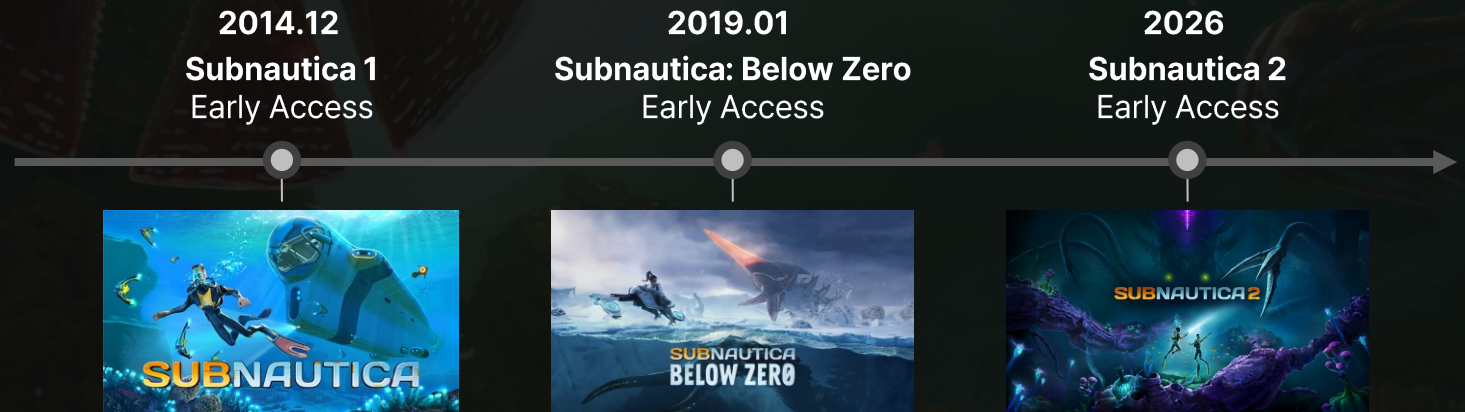 2014.12
Subnautica 1
Early Access
2019.01
Subnautica: Below Zero
Early Access
2026
Subnautica 2
Early Access
SUBNAUTICA
SUBNAUTICA
BELOW ZERØ
SUBNAUTICA 2